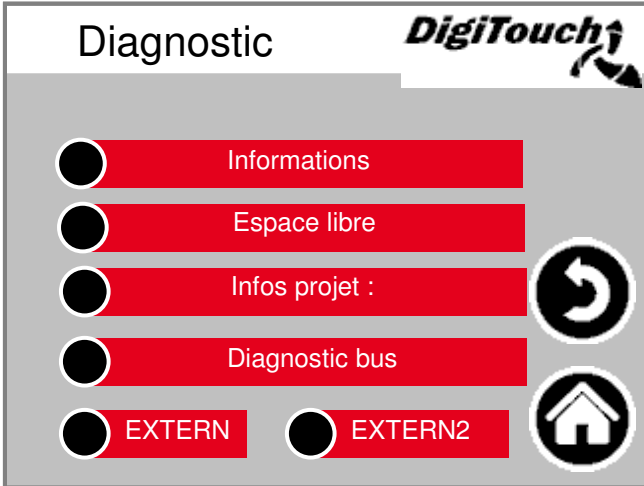 Diagnostic
DigiTouch
Informations
Espace libre
Infos projet :
Diagnostic bus
EXTERN
EXTERN2